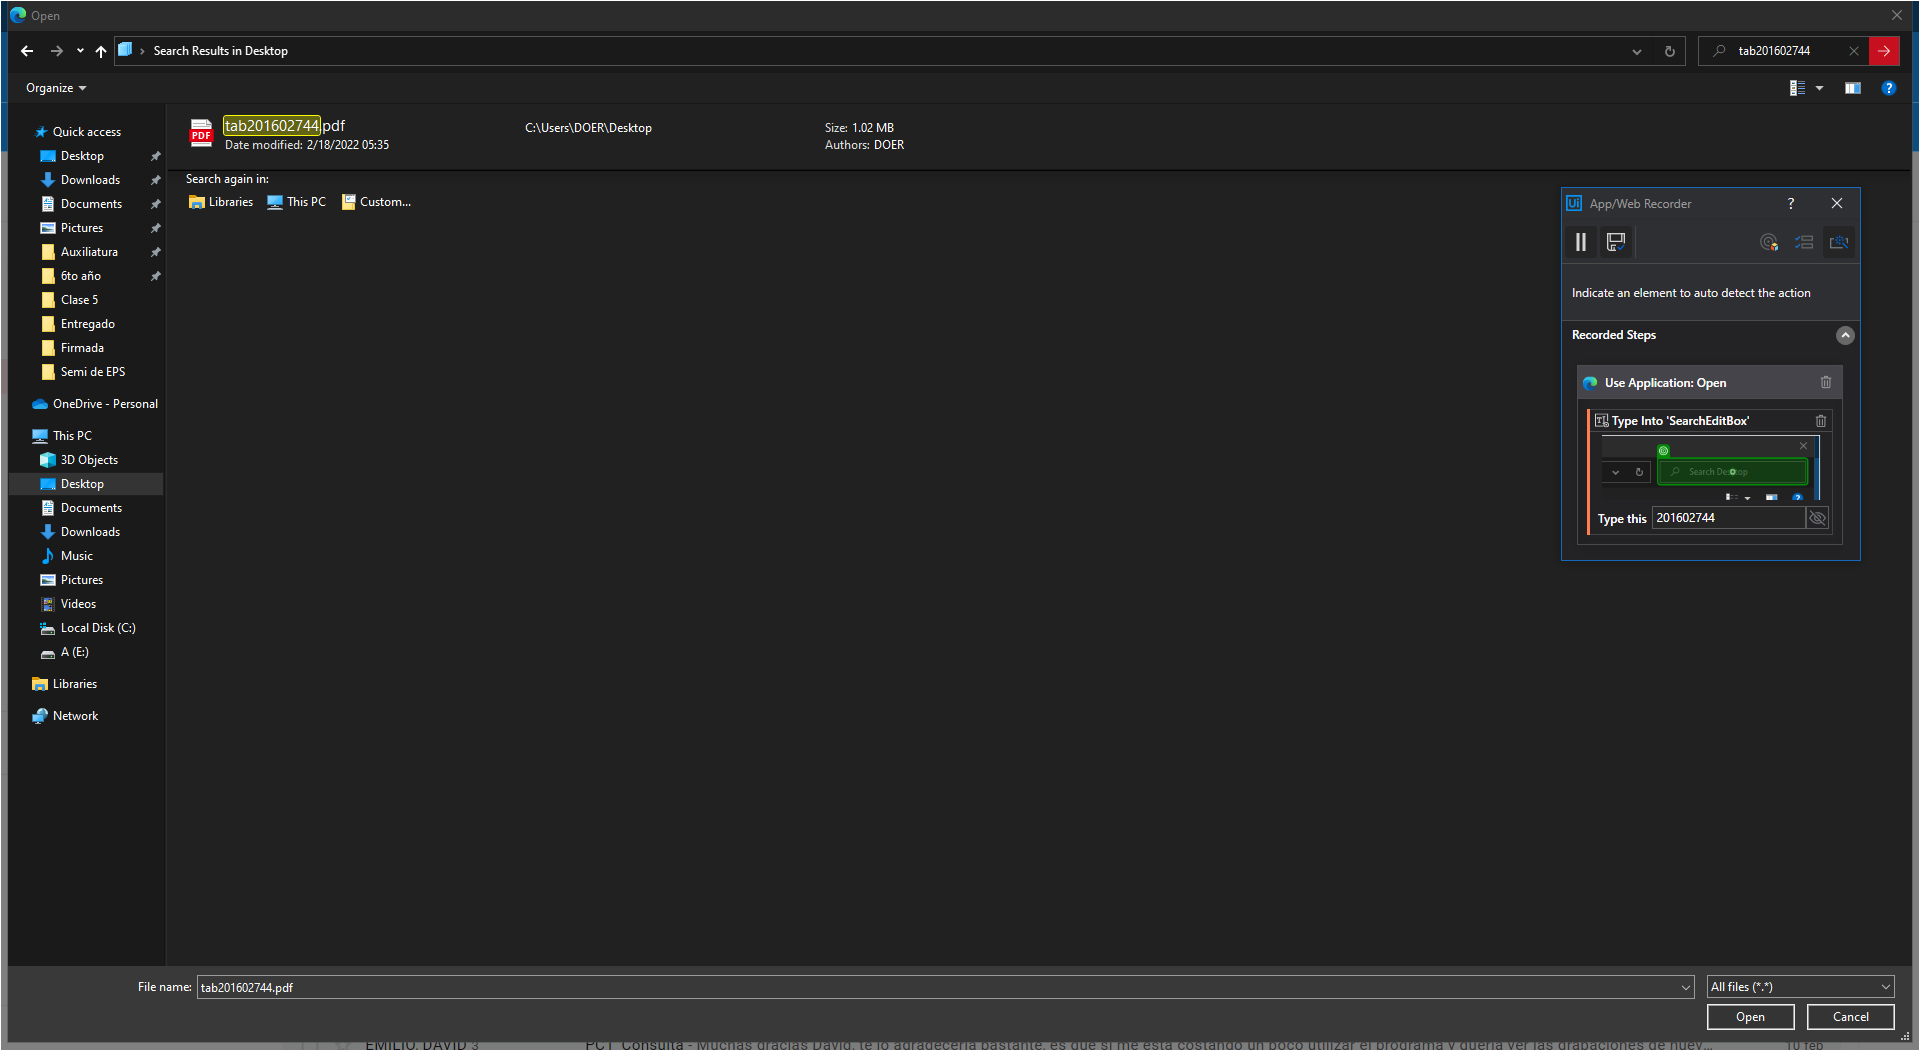 Open
Search Results in Desktop
tab201602744
Organize
Quick access
Desktop
Downloads
Documents
Pictures
Auxiliatura
6to año
Clase 5
Entregado
Firmada
Semi de EPS
OneDrive - Personal
This PC
3D Objects
Desktop
Documents
Downloads
Music
Pictures
Videos
Local Disk (C:)
A (E:)
Libraries
Network
PDF
tab201602744.pdf
Date modified: 2/18/2022 05:35
C:\Users\DOER\Desktop
Size: 1.02 MB
Authors: DOER
Search again in:
Libraries
This PC
Custom...
Ui App/Web Recorder ?
Indicate an element to auto detect the action
Recorded Steps
Use Application: Open
Type Into 'SearchEditBox'
Search Desktop
Type this 201602744
File name: tab201602744.pdf
All files (*.*)
Open
Cancel
EMILIO, DAVID 3
PCT Consulta - Muchas gracias David, te lo agradecería bastante, es que si me esta costando un poco utilizar el programa y quería ver las grabaciones de nuev...
10 feb